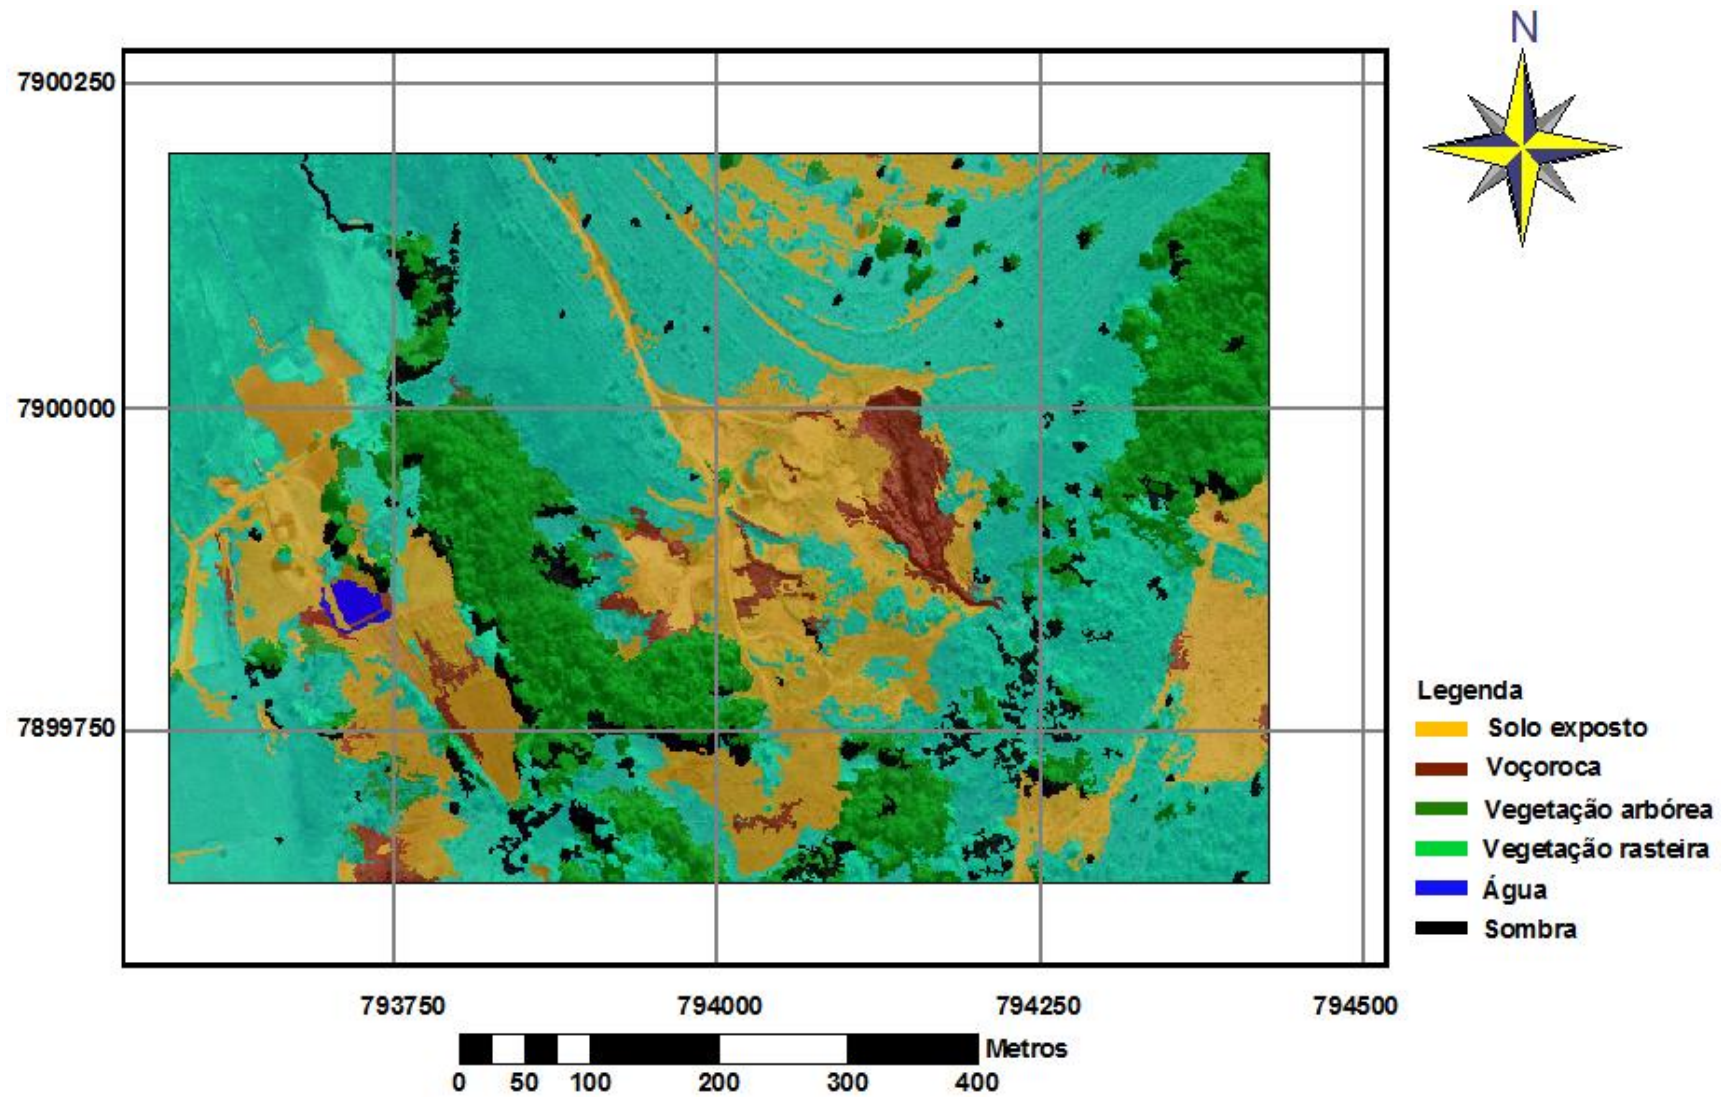 N
7900250
7900000
7899750
Legenda
Solo exposto
Voçoroca
Vegetação arbórea
Vegetação rasteira
Água
Sombra
793750 794000 794250 794500
Metros
0 50 100 200 300 400